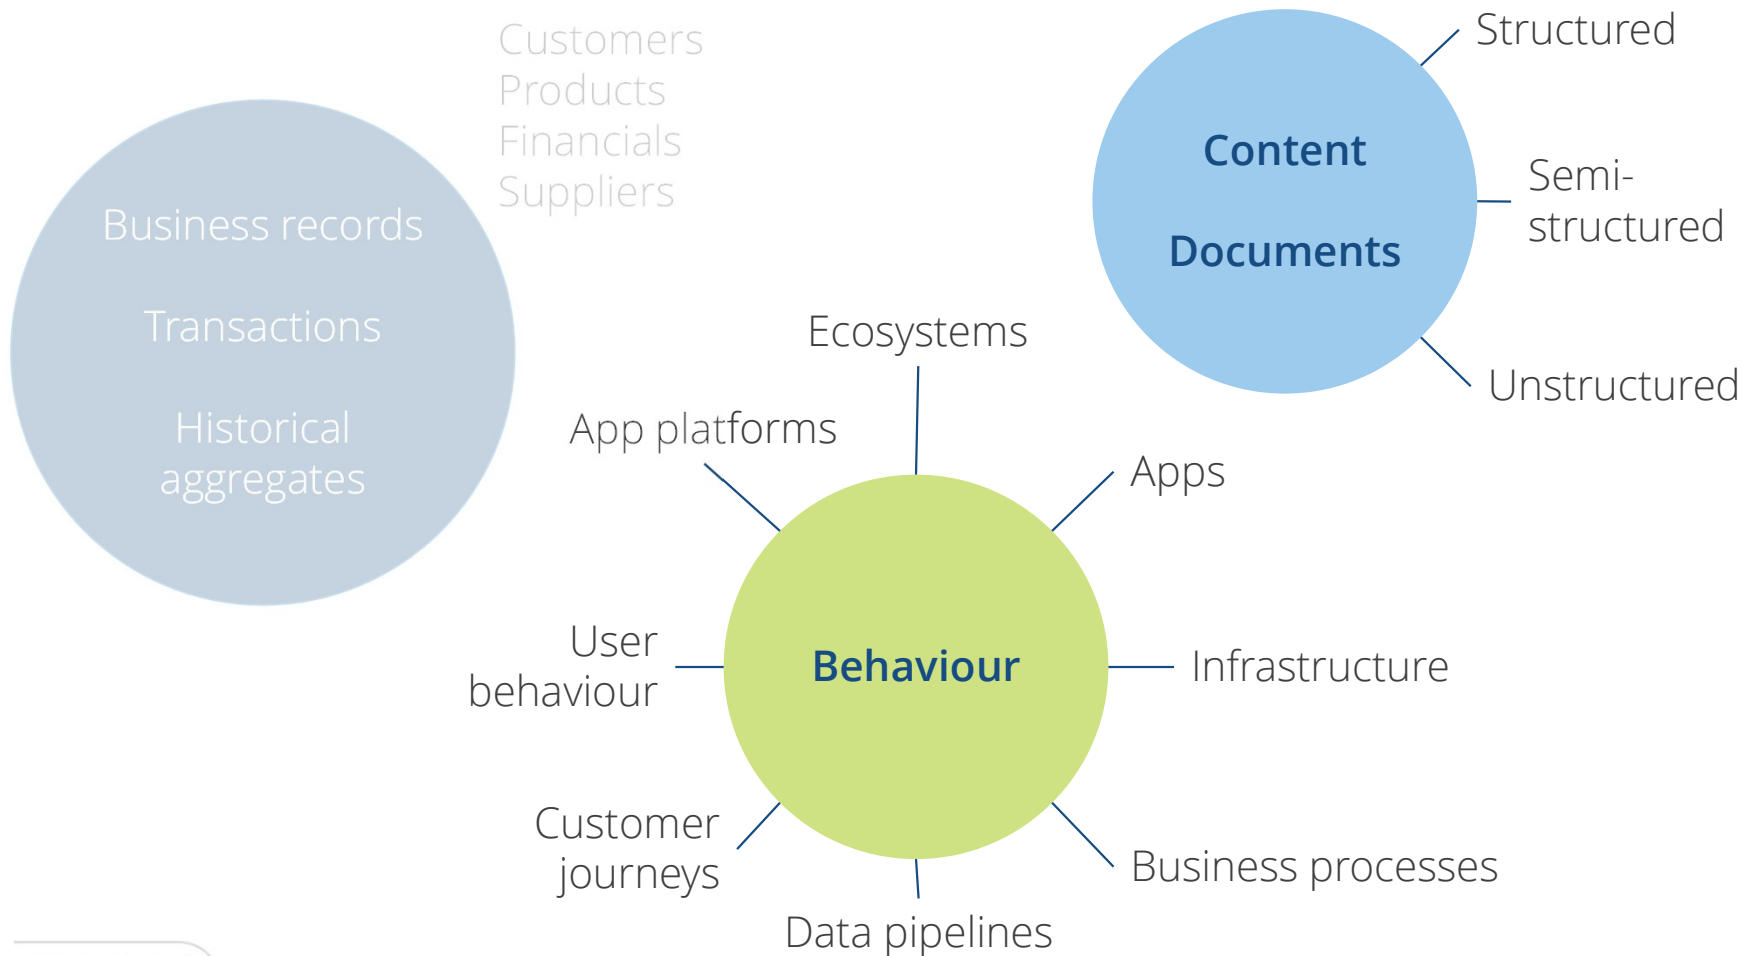 Customers
Products
Financials
Suppliers
Business records
Transactions
Historical
aggregates
Content
Documents
Structured
Semi-
structured
Unstructured
Ecosystems
App platforms
Apps
User
behaviour
Behaviour
Infrastructure
Customer
journeys
Business processes
Data pipelines